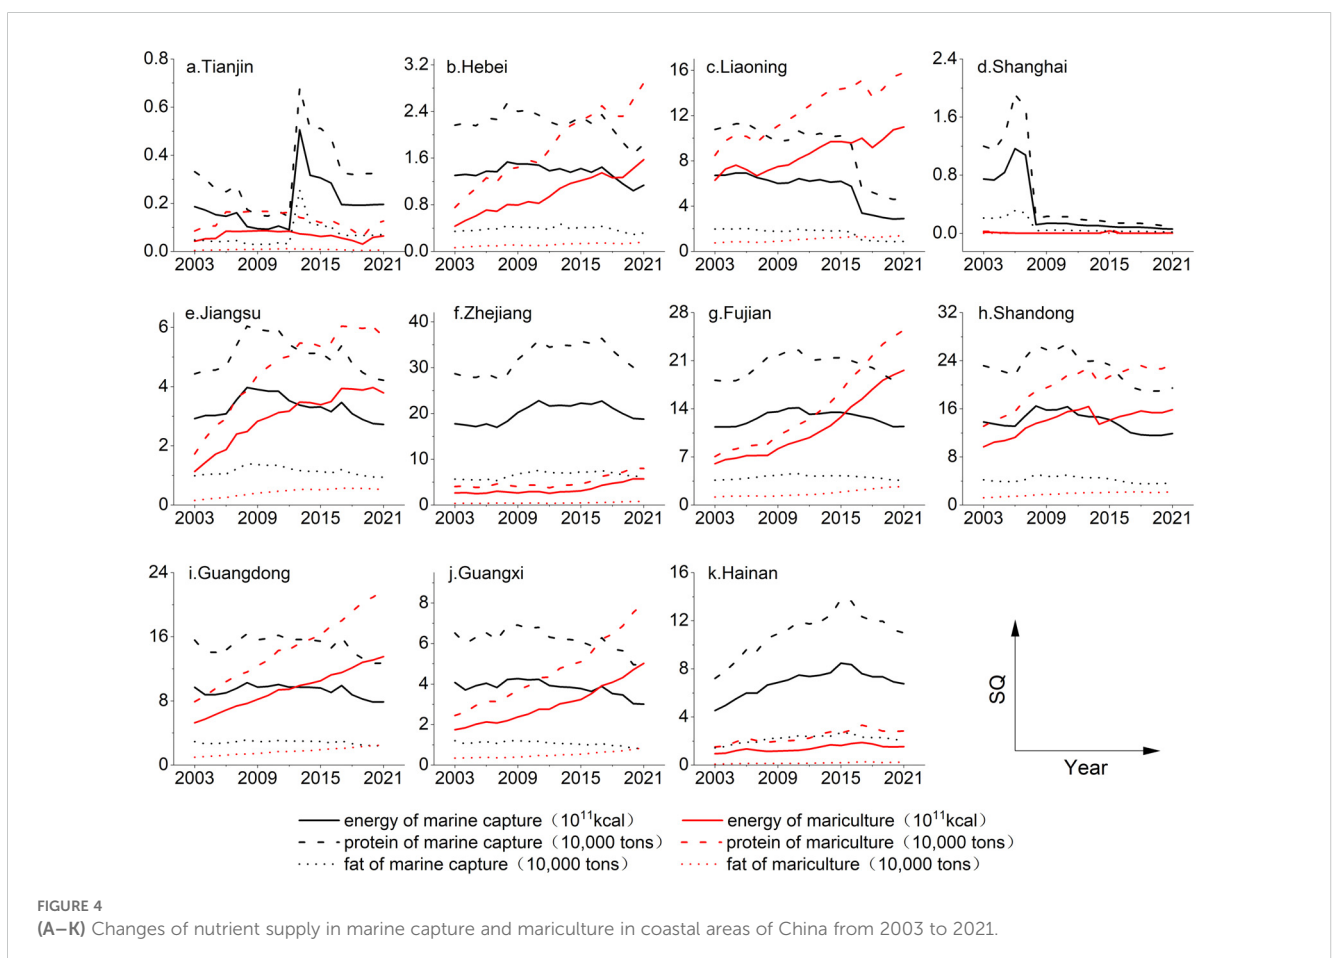 a.Tianjin
0.8
0.6
0.4
0.2
0.0
2003 2009 2015 2021
b.Hebei
3.2
2.4
1.6
0.8
0.0
2003 2009 2015 2021
c.Liaoning
16
12
8
4
0
2003 2009 2015 2021
d.Shanghai
2.4
1.6
0.8
0.0
2003 2009 2015 2021
e.Jiangsu
6
4
2
0
2003 2009 2015 2021
f.Zhejiang
40
30
20
10
0
2003 2009 2015 2021
g.Fujian
28
21
14
7
0
2003 2009 2015 2021
h.Shandong
32
24
16
8
0
2003 2009 2015 2021
i.Guangdong
24
16
8
0
2003 2009 2015 2021
j.Guangxi
8
6
4
2
0
2003 2009 2015 2021
k.Hainan
16
12
8
4
0
2003 2009 2015 2021
SQ
Year
energy of marine capture（10¹¹kcal）
protein of marine capture（10,000 tons）
fat of marine capture（10,000 tons）
energy of mariculture（10¹¹kcal）
protein of mariculture（10,000 tons）
fat of mariculture（10,000 tons）
FIGURE 4
(A–K) Changes of nutrient supply in marine capture and mariculture in coastal areas of China from 2003 to 2021.